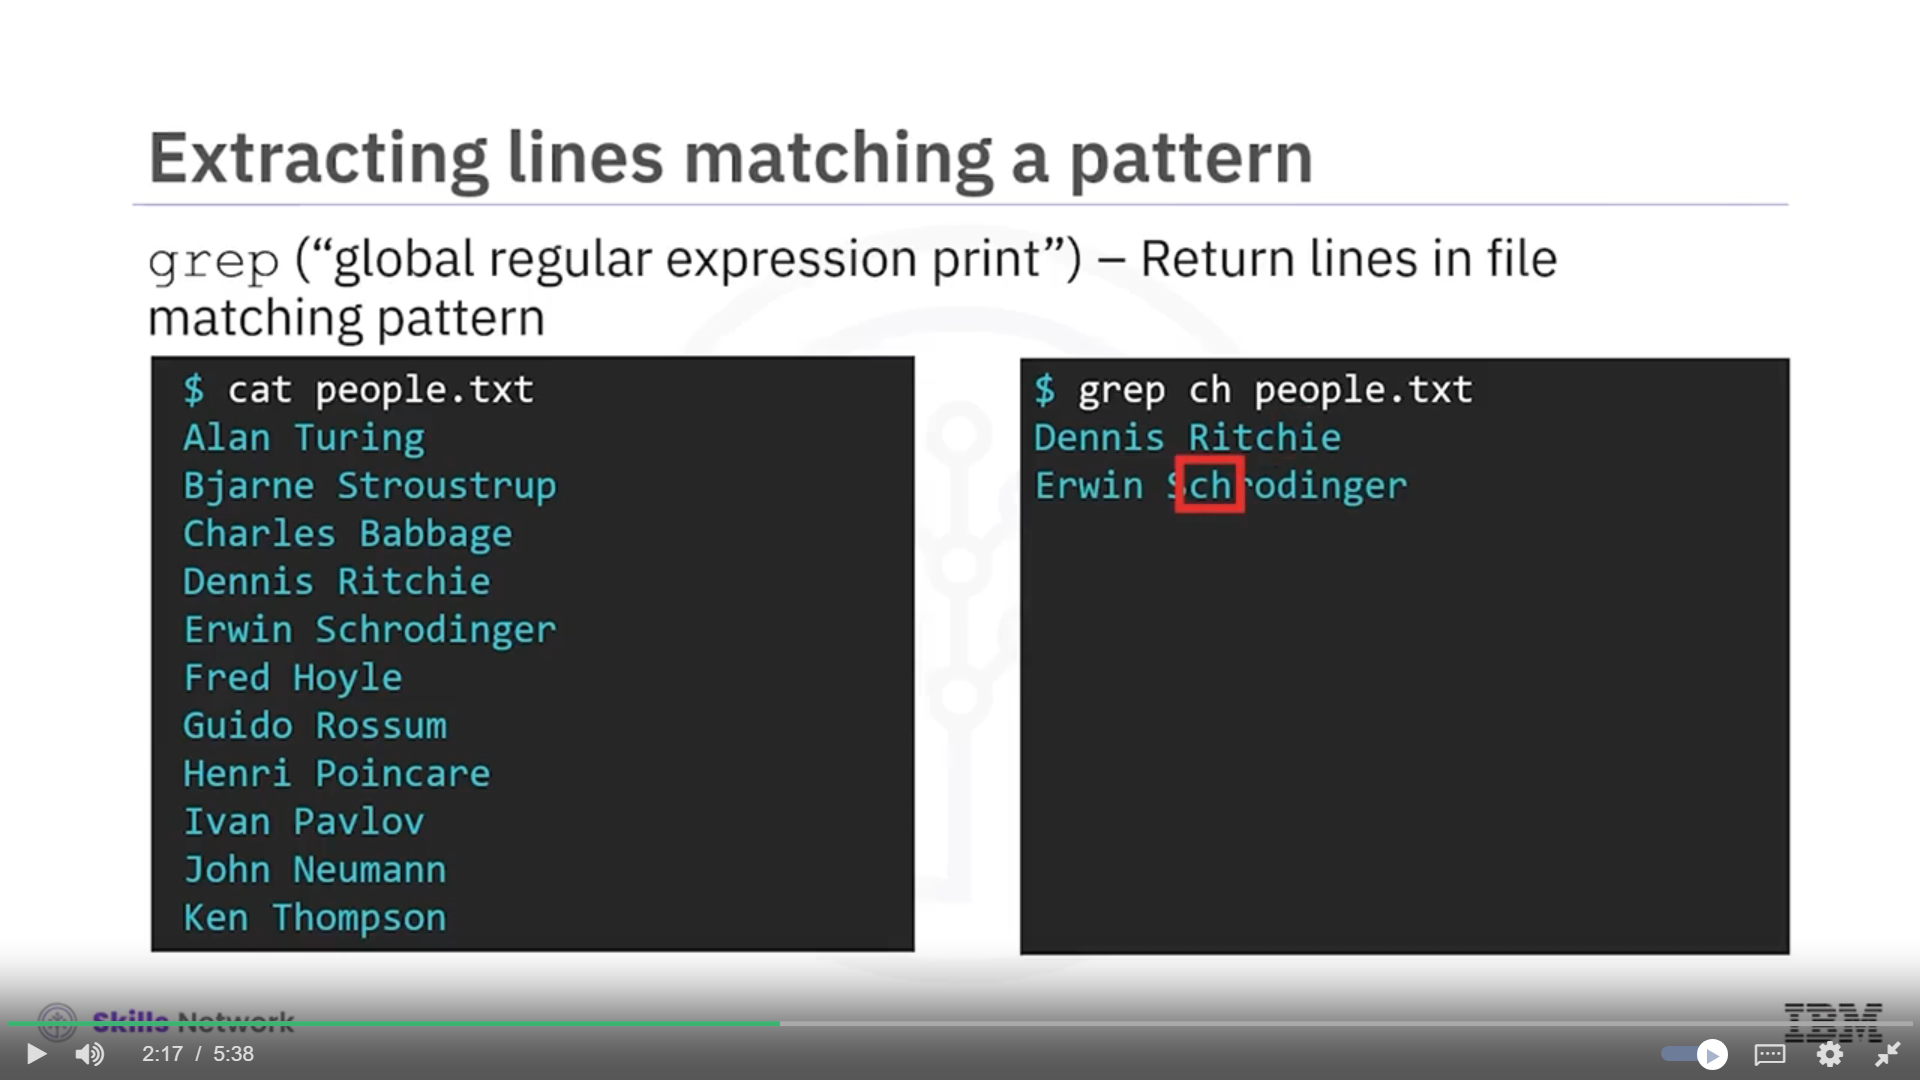 Extracting lines matching a pattern
grep (“global regular expression print”) – Return lines in file
matching pattern
$ cat people.txt
Alan Turing
Bjarne Stroustrup
Charles Babbage
Dennis Ritchie
Erwin Schrodinger
Fred Hoyle
Guido Rossum
Henri Poincare
Ivan Pavlov
John Neumann
Ken Thompson
$ grep ch people.txt
Dennis Ritchie
Erwin Schrodinger
Skills Network
IBM
2:17 / 5:38